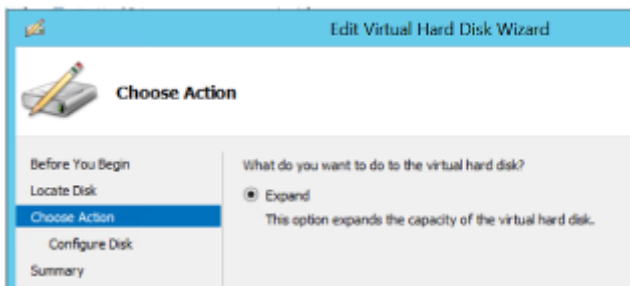 Edit Virtual Hard Disk Wizard
Choose Action
Before You Begin
Locate Disk
Choose Action
Configure Disk
Summary
What do you want to do to the virtual hard disk?
Expand
This option expands the capacity of the virtual hard disk.